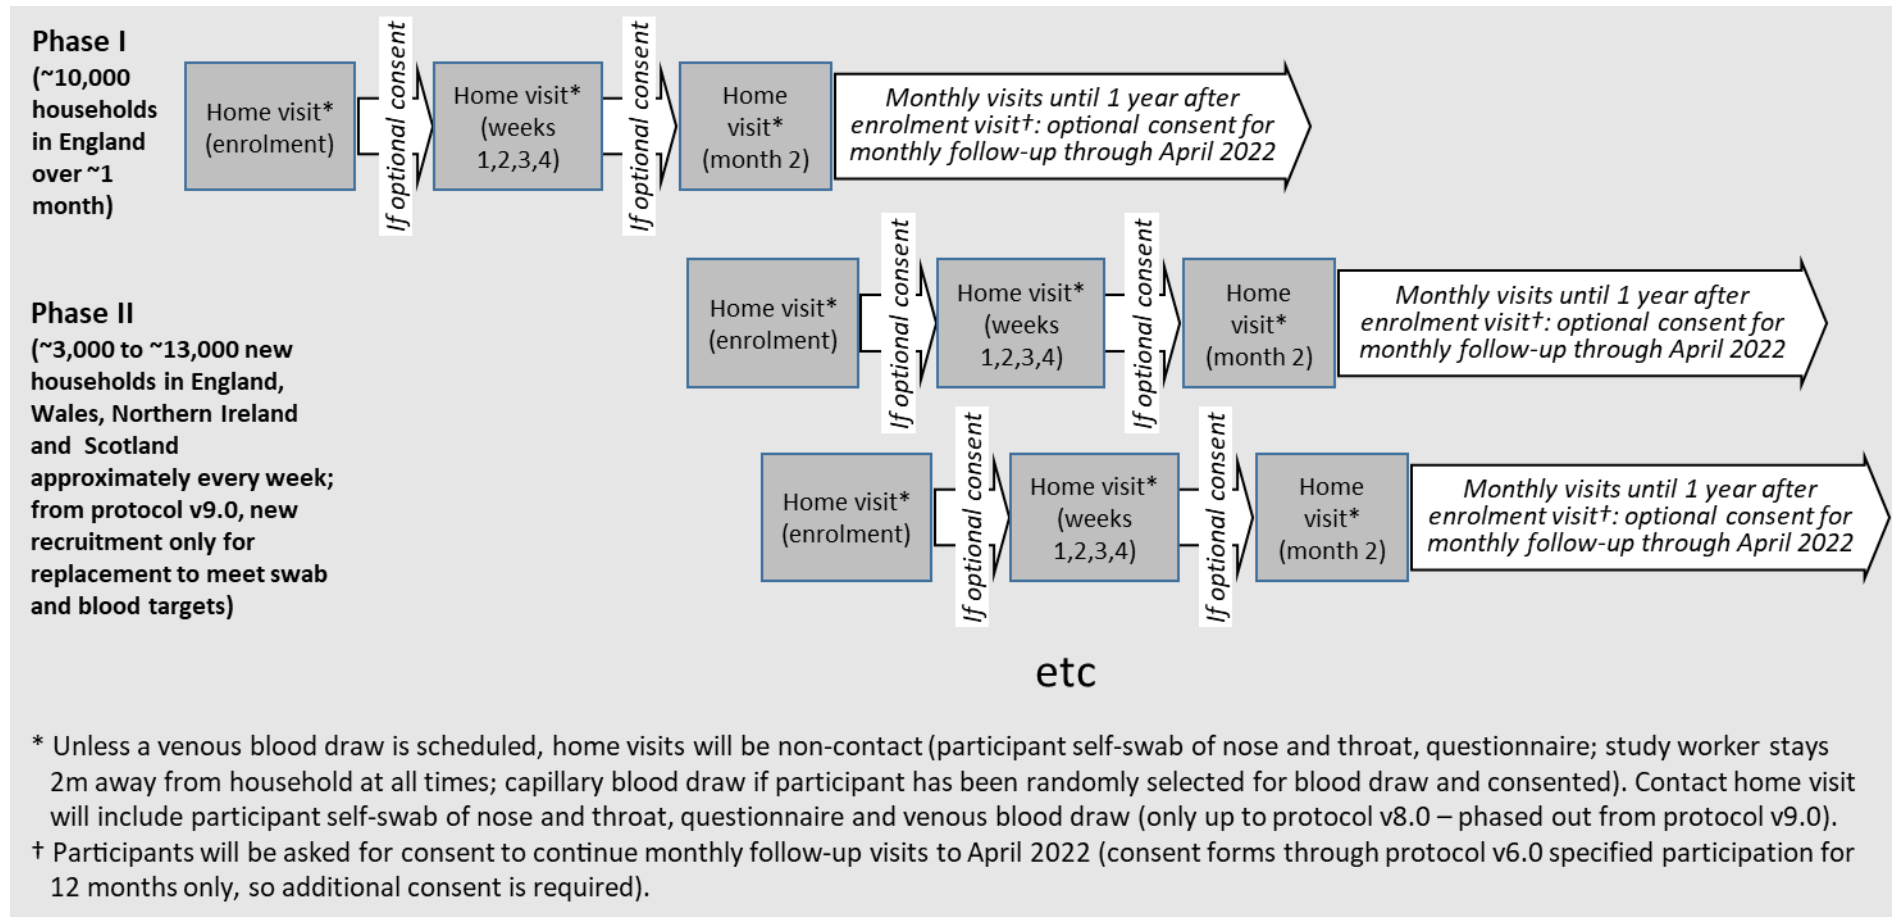 Phase I
(~10,000
households
in England
over ~1
month)
Home visit*
(enrolment)
If optional consent
Home visit*
(weeks
1,2,3,4)
If optional consent
Home
visit*
(month 2)
Monthly visits until 1 year after
enrolment visit†: optional consent for
monthly follow-up through April 2022
Phase II
(~3,000 to ~13,000 new
households in England,
Wales, Northern Ireland
and Scotland
approximately every week;
from protocol v9.0, new
recruitment only for
replacement to meet swab
and blood targets)
Home visit*
(enrolment)
If optional consent
Home visit*
(weeks
1,2,3,4)
If optional consent
Home
visit*
(month 2)
Monthly visits until 1 year after
enrolment visit†: optional consent for
monthly follow-up through April 2022
Home visit*
(enrolment)
If optional consent
Home visit*
(weeks
1,2,3,4)
If optional consent
Home
visit*
(month 2)
Monthly visits until 1 year after
enrolment visit†: optional consent for
monthly follow-up through April 2022
etc
* Unless a venous blood draw is scheduled, home visits will be non-contact (participant self-swab of nose and throat, questionnaire; study worker stays
2m away from household at all times; capillary blood draw if participant has been randomly selected for blood draw and consented). Contact home visit
will include participant self-swab of nose and throat, questionnaire and venous blood draw (only up to protocol v8.0 – phased out from protocol v9.0).
† Participants will be asked for consent to continue monthly follow-up visits to April 2022 (consent forms through protocol v6.0 specified participation for
12 months only, so additional consent is required).